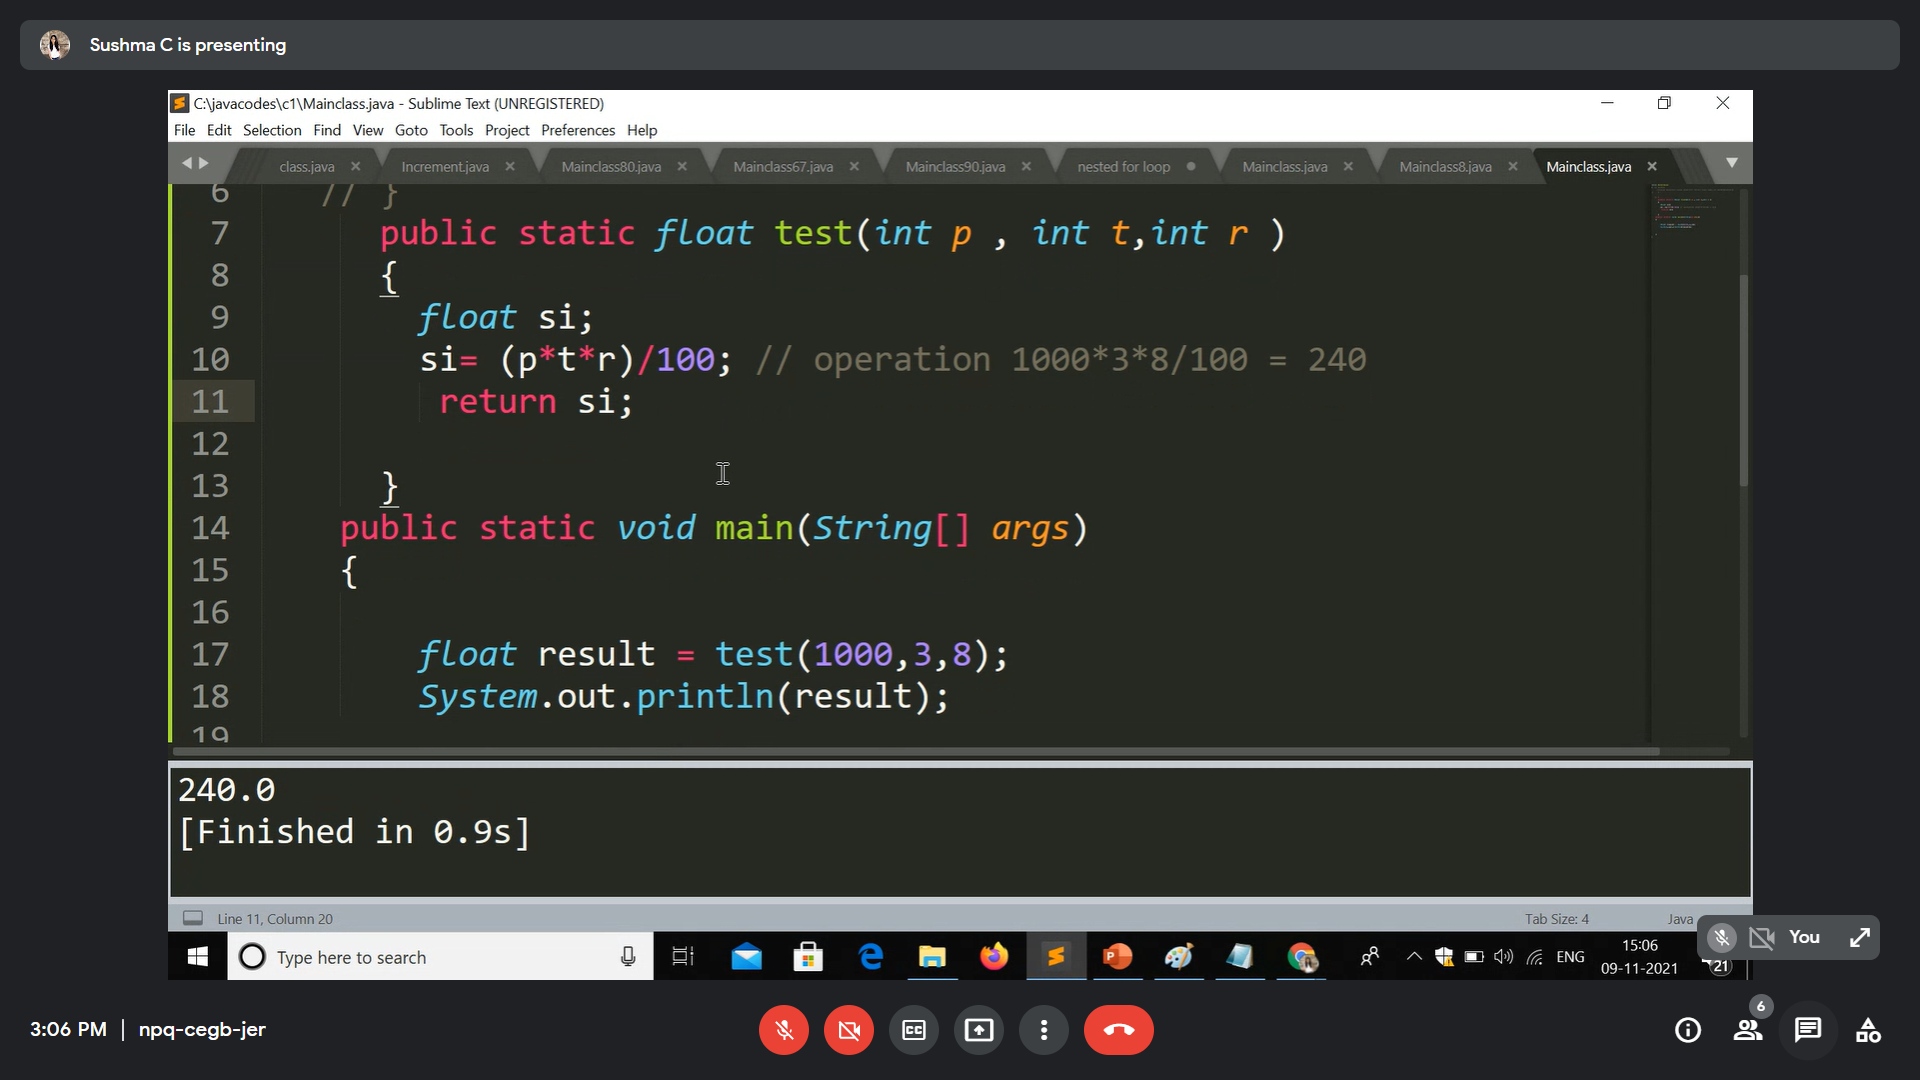 Sushma C is presenting
C:\javacodes\c1\Mainclass.java - Sublime Text (UNREGISTERED)
File Edit Selection Find View Goto Tools Project Preferences Help
class.java Increment.java Mainclass80.java Mainclass67.java Mainclass90.java nested for loop Mainclass.java Mainclass8.java Mainclass.java
6 // }
7 public static float test(int p , int t,int r )
8 {
9 float si;
10 si= (p*t*r)/100; // operation 1000*3*8/100 = 240
11 return si;
12
13 }
14 public static void main(String[] args)
15 {
16
17 float result = test(1000,3,8);
18 System.out.println(result);
19
240.0
[Finished in 0.9s]
Line 11, Column 20 Tab Size: 4 Java
You
Type here to search ENG 15:06
09-11-2021 21
3:06 PM | npq-cegb-jer 6